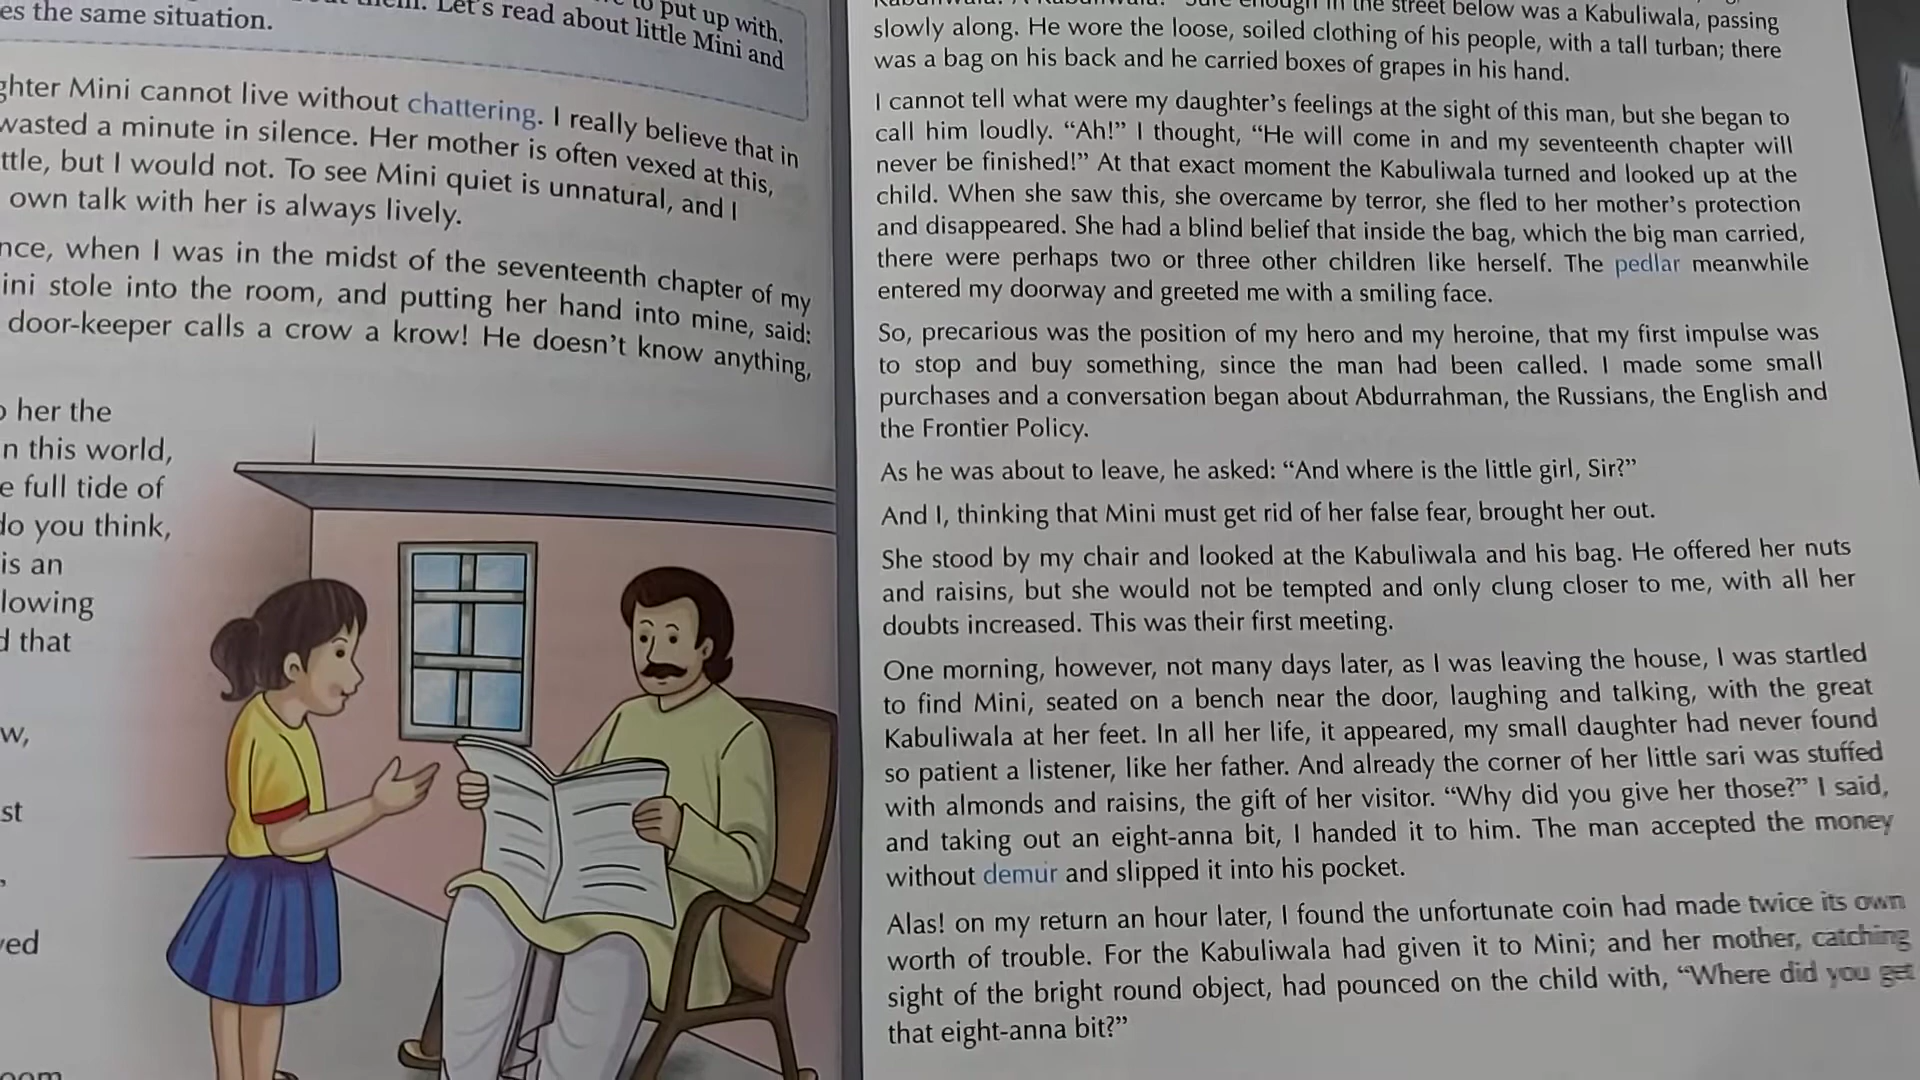 to put up with.
es the same situation.
them. Let's read about little Mini and
ghter Mini cannot live without chattering. I really believe that in
wasted a minute in silence. Her mother is often vexed at this,
ttle, but I would not. To see Mini quiet is unnatural, and I
own talk with her is always lively.
nce, when I was in the midst of the seventeenth chapter of my
ini stole into the room, and putting her hand into mine, said:
door-keeper calls a crow a krow! He doesn't know anything,
her the
n this world,
e full tide of
do you think,
is an
lowing
d that
w,
st
ved
oom
Kabuliwala! A Kabuliwala!" Sure enough in the street below was a Kabuliwala, passing
slowly along. He wore the loose, soiled clothing of his people, with a tall turban; there
was a bag on his back and he carried boxes of grapes in his hand.
I cannot tell what were my daughter's feelings at the sight of this man, but she began to
call him loudly. “Ah!” I thought, “He will come in and my seventeenth chapter will
never be finished!” At that exact moment the Kabuliwala turned and looked up at the
child. When she saw this, she overcame by terror, she fled to her mother's protection
and disappeared. She had a blind belief that inside the bag, which the big man carried,
there were perhaps two or three other children like herself. The pedlar meanwhile
entered my doorway and greeted me with a smiling face.
So, precarious was the position of my hero and my heroine, that my first impulse was
to stop and buy something, since the man had been called. I made some small
purchases and a conversation began about Abdurrahman, the Russians, the English and
the Frontier Policy.
As he was about to leave, he asked: “And where is the little girl, Sir?”
And I, thinking that Mini must get rid of her false fear, brought her out.
She stood by my chair and looked at the Kabuliwala and his bag. He offered her nuts
and raisins, but she would not be tempted and only clung closer to me, with all her
doubts increased. This was their first meeting.
One morning, however, not many days later, as I was leaving the house, I was startled
to find Mini, seated on a bench near the door, laughing and talking, with the great
Kabuliwala at her feet. In all her life, it appeared, my small daughter had never found
so patient a listener, like her father. And already the corner of her little sari was stuffed
with almonds and raisins, the gift of her visitor. “Why did you give her those?” I said,
and taking out an eight-anna bit, I handed it to him. The man accepted the money
without demur and slipped it into his pocket.
Alas! on my return an hour later, I found the unfortunate coin had made twice its own
worth of trouble. For the Kabuliwala had given it to Mini; and her mother, catching
sight of the bright round object, had pounced on the child with, “Where did you get
that eight-anna bit?”